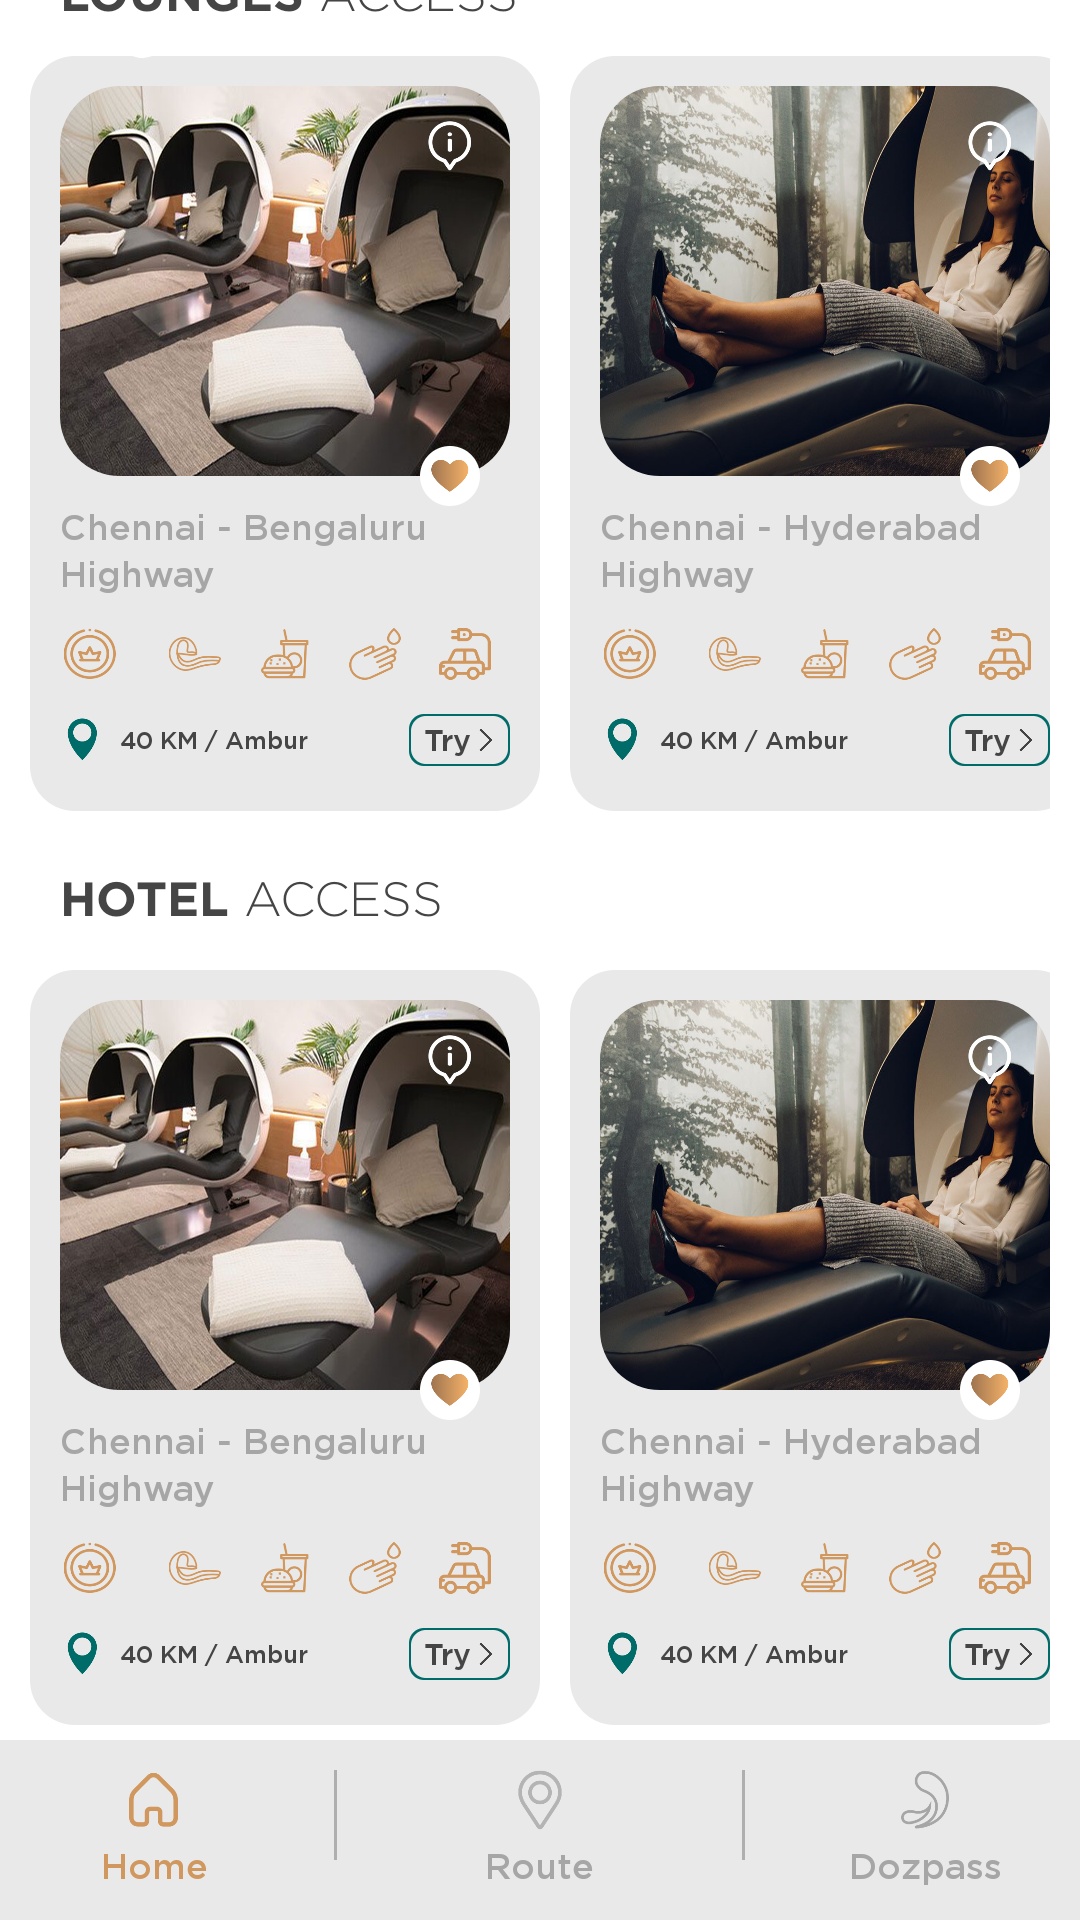 LOUNGES ACCESS
Chennai - Bengaluru
Highway
40 KM / Ambur
Try >
Chennai - Hyderabad
Highway
40 KM / Ambur
Try >
HOTEL ACCESS
Chennai - Bengaluru
Highway
40 KM / Ambur
Try >
Chennai - Hyderabad
Highway
40 KM / Ambur
Try >
Home
Route
Dozpass